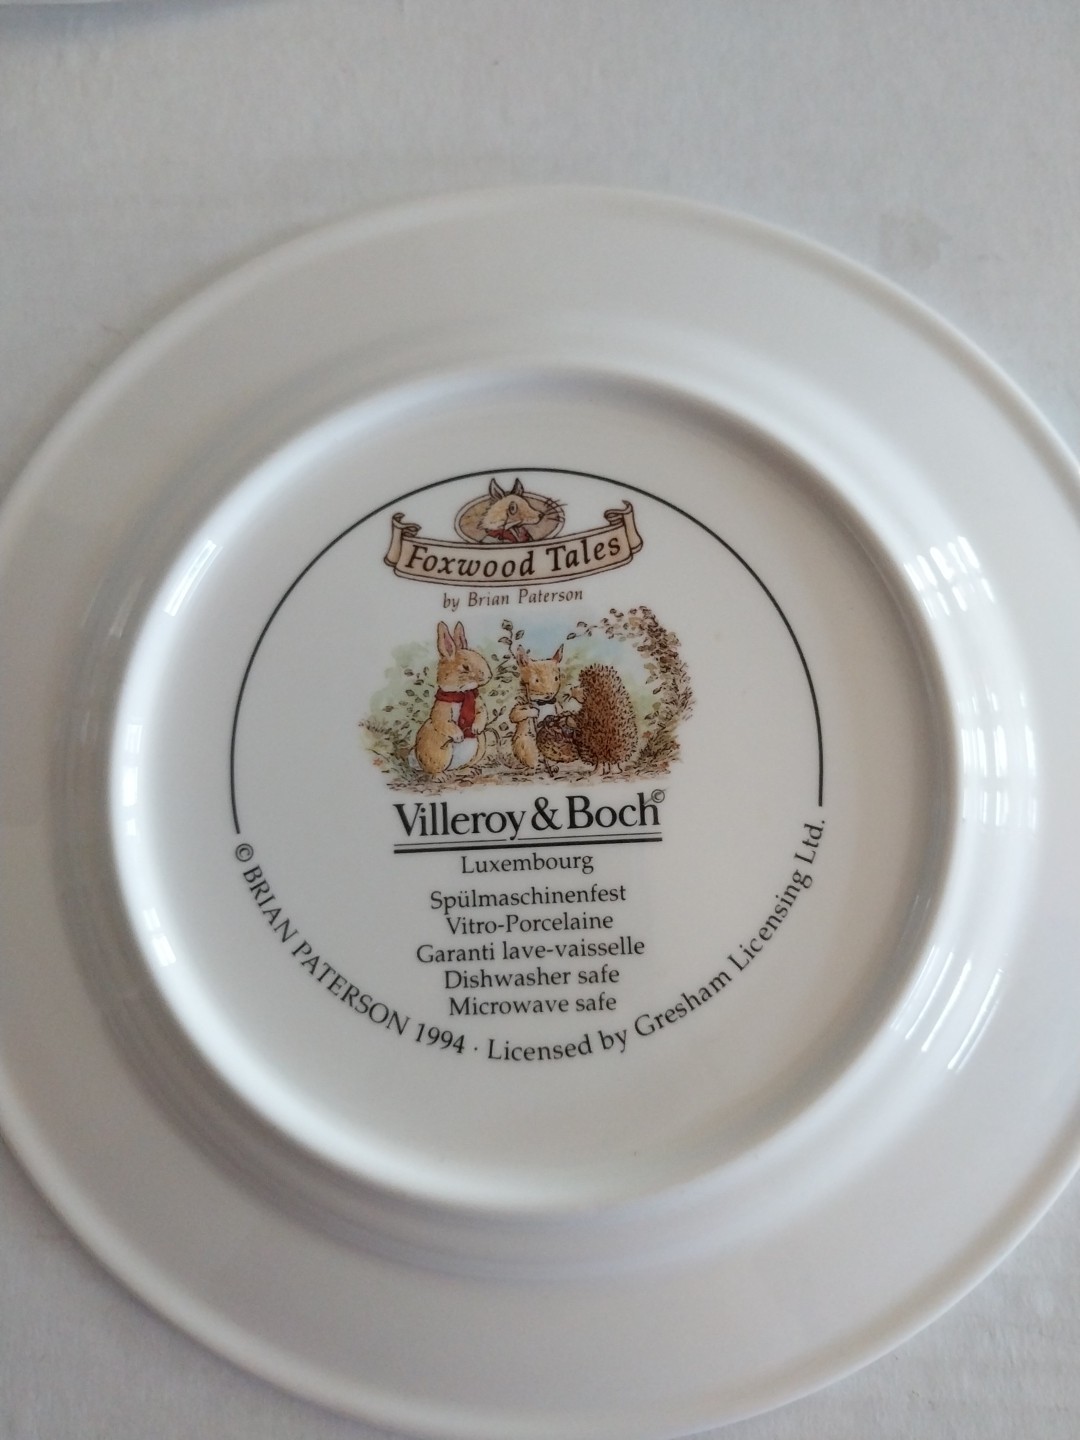 Foxwood Tales
by Brian Paterson
Villeroy & Boch©
Luxembourg
Spülmaschinenfest
Vitro-Porcelaine
Garanti lave-vaisselle
Dishwasher safe
Microwave safe
© BRIAN PATERSON 1994 · Licensed by Gresham Licensing Ltd.